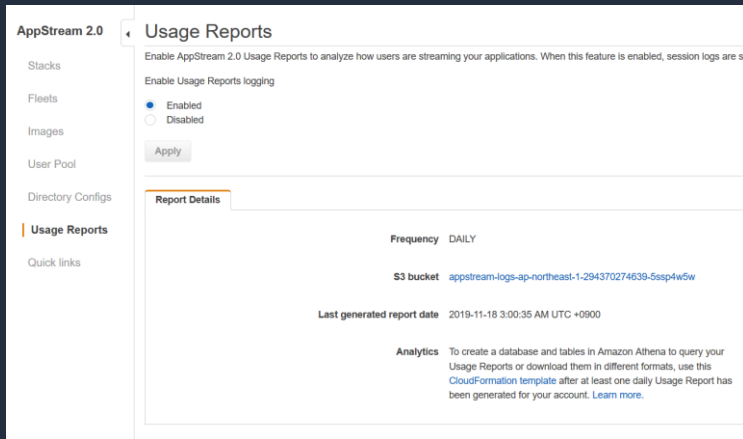 AppStream 2.0
Stacks
Fleets
Images
User Pool
Directory Configs
Usage Reports
Quick links
Usage Reports
Enable AppStream 2.0 Usage Reports to analyze how users are streaming your applications. When this feature is enabled, session logs are s
Enable Usage Reports logging
Enabled
Disabled
Apply
Report Details
Frequency DAILY
S3 bucket appstream-logs-ap-northeast-1-294370274639-5ssp4w5w
Last generated report date 2019-11-18 3:00:35 AM UTC +0900
Analytics To create a database and tables in Amazon Athena to query your
Usage Reports or download them in different formats, use this
CloudFormation template after at least one daily Usage Report has
been generated for your account. Learn more.